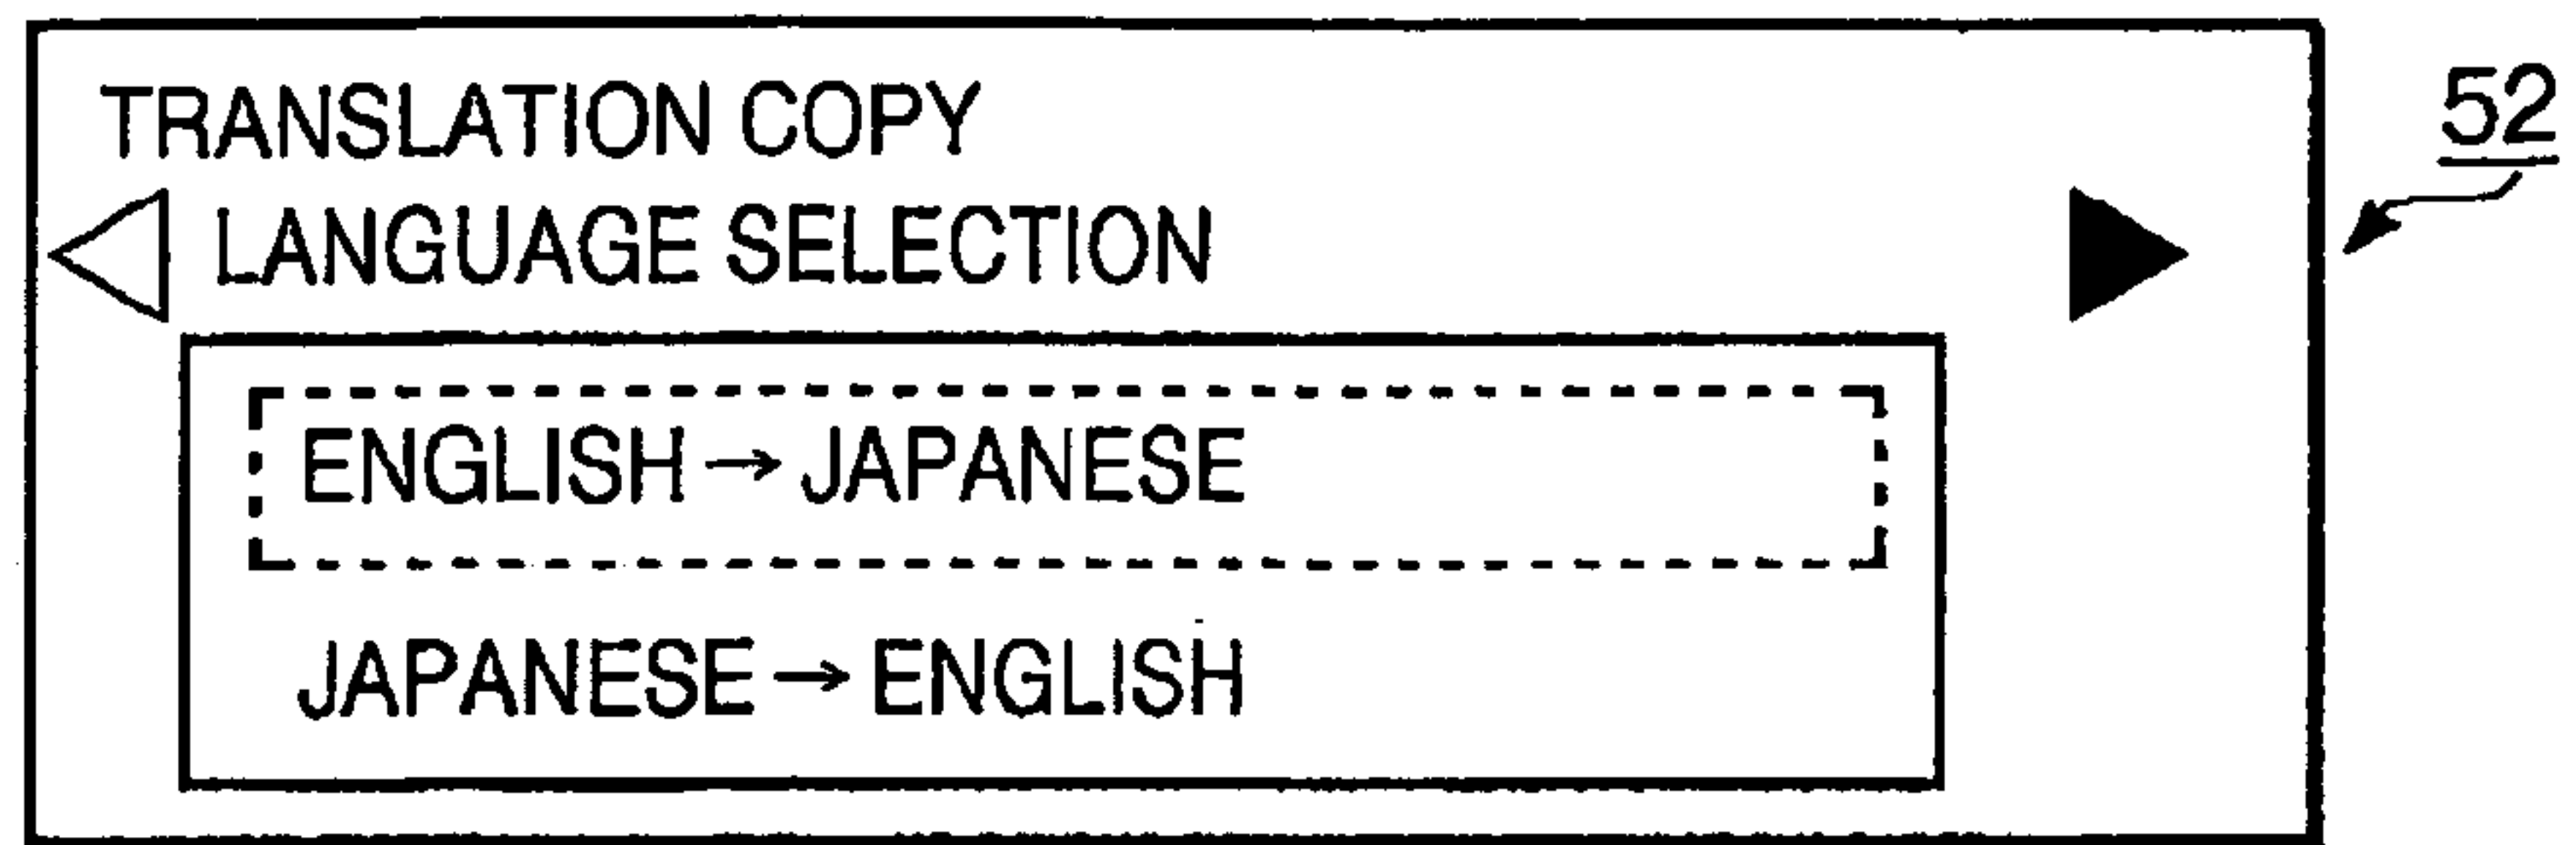 TRANSLATION COPY
52
LANGUAGE SELECTION
ENGLISH → JAPANESE
JAPANESE → ENGLISH